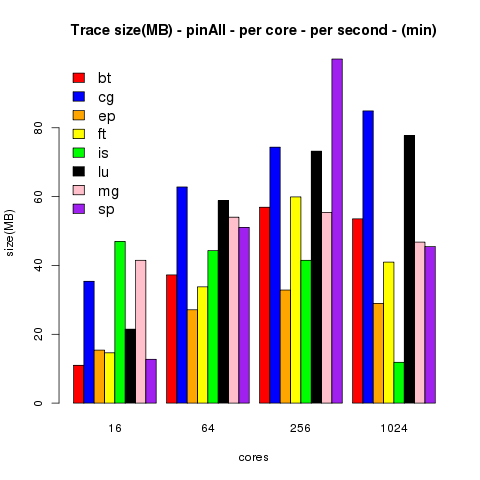 Trace size(MB) - pinAll - per core - per second - (min)
bt
cg
ep
ft
is
lu
mg
sp
size(MB)
80
60
40
20
0
16 64 256 1024
cores